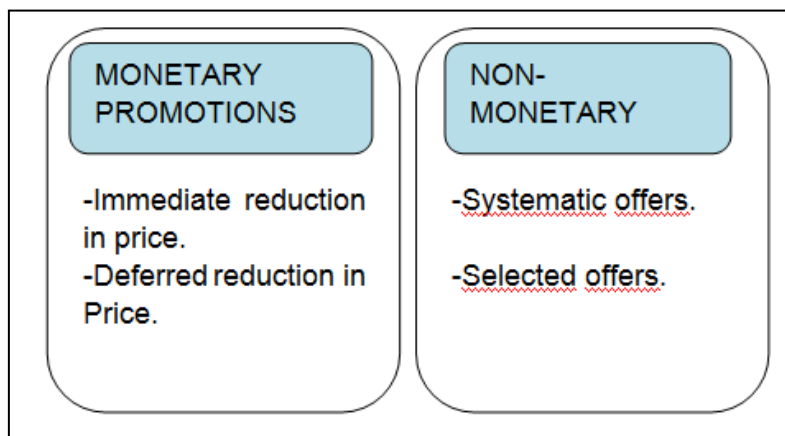 MONETARY
PROMOTIONS
-Immediate reduction
in price.
-Deferred reduction in
Price.
NON-
MONETARY
-Systematic offers.
-Selected offers.